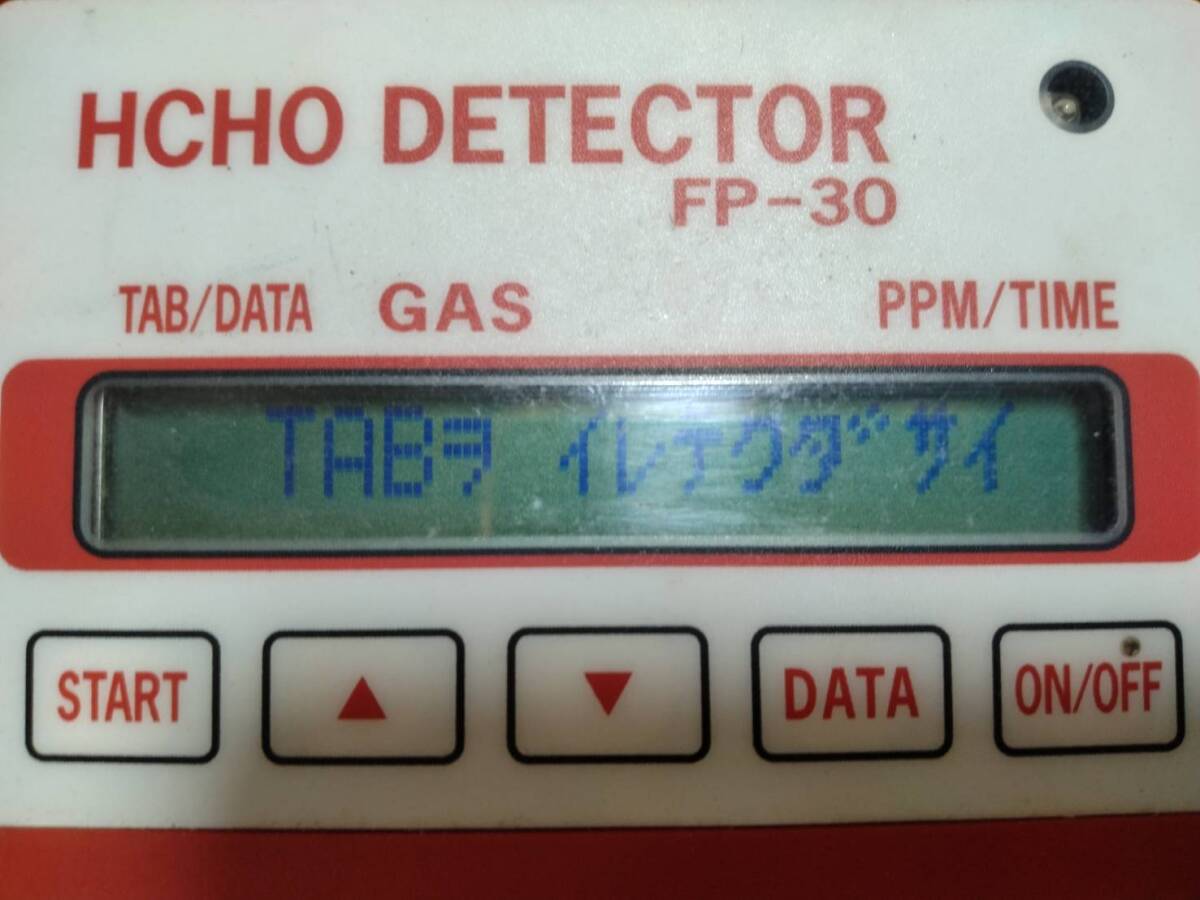 HCHO DETECTOR
FP-30
TAB/DATA GAS PPM/TIME
TABヲ イレテクダサイ
START ▲ ▼ DATA ON/OFF